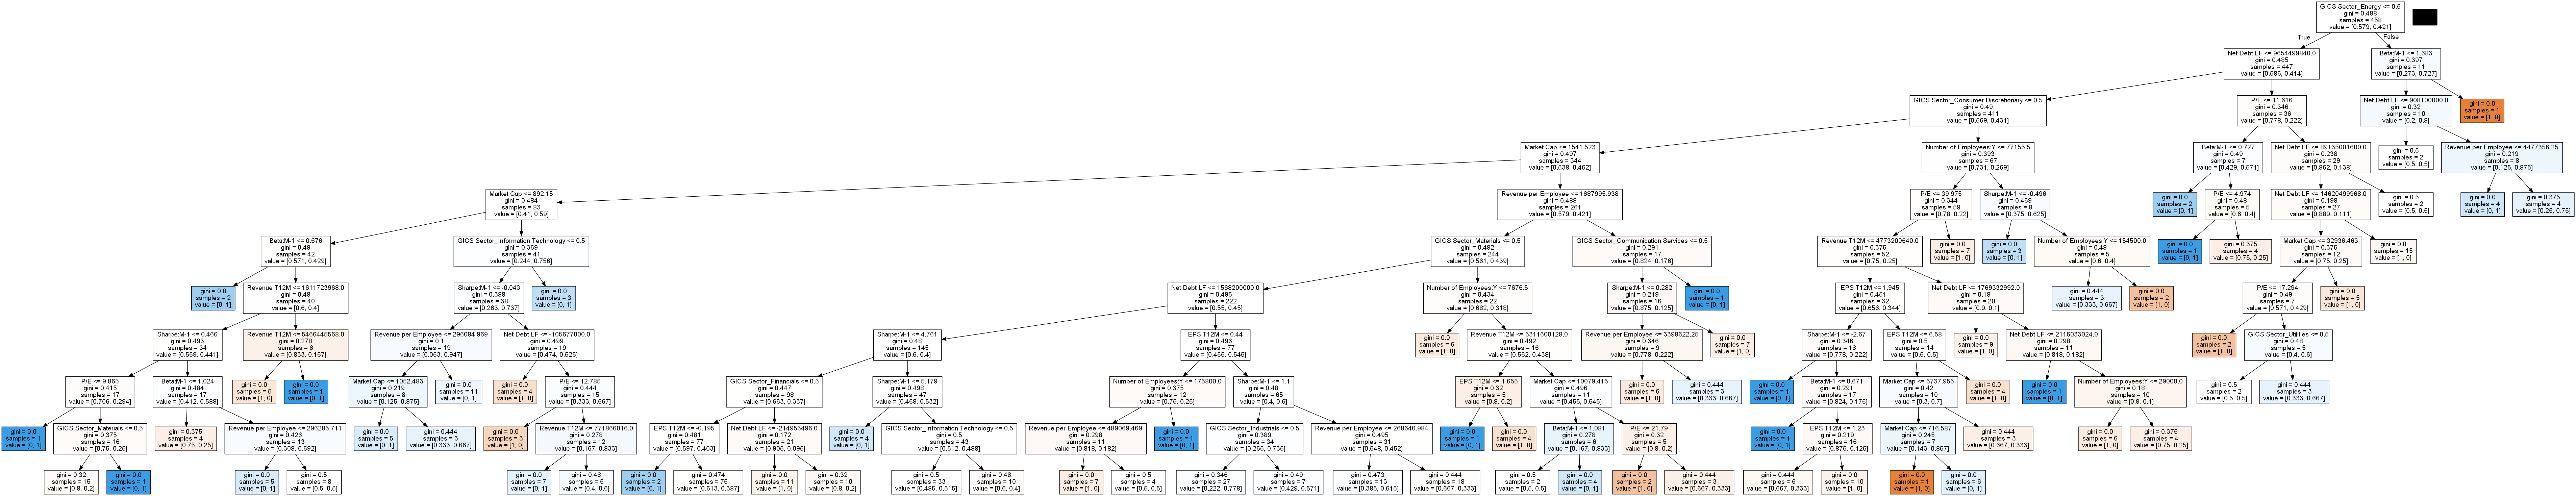 GICS Sector_Energy <= 0.5
gini = 0.488
samples = 458
value = [0.579, 0.421]
True
False
Net Debt LF <= 9654499840.0
gini = 0.485
samples = 447
value = [0.586, 0.414]
Beta:M-1 <= 1.683
gini = 0.397
samples = 11
value = [0.273, 0.727]
GICS Sector_Consumer Discretionary <= 0.5
gini = 0.49
samples = 411
value = [0.569, 0.431]
P/E <= 11.616
gini = 0.346
samples = 36
value = [0.778, 0.222]
Net Debt LF <= 908100000.0
gini = 0.32
samples = 10
value = [0.2, 0.8]
gini = 0.0
samples = 1
value = [1, 0]
Market Cap <= 1541.523
gini = 0.497
samples = 344
value = [0.538, 0.462]
Number of Employees:Y <= 77155.5
gini = 0.393
samples = 67
value = [0.731, 0.269]
Beta:M-1 <= 0.727
gini = 0.49
samples = 7
value = [0.429, 0.571]
Net Debt LF <= 89135001600.0
gini = 0.238
samples = 29
value = [0.862, 0.138]
gini = 0.5
samples = 2
value = [0.5, 0.5]
Revenue per Employee <= 4477356.25
gini = 0.219
samples = 8
value = [0.125, 0.875]
Market Cap <= 892.15
gini = 0.484
samples = 83
value = [0.41, 0.59]
Revenue per Employee <= 1687995.938
gini = 0.488
samples = 261
value = [0.579, 0.421]
P/E <= 39.975
gini = 0.344
samples = 59
value = [0.78, 0.22]
Sharpe:M-1 <= -0.496
gini = 0.469
samples = 8
value = [0.375, 0.625]
gini = 0.0
samples = 2
value = [0, 1]
P/E <= 4.974
gini = 0.48
samples = 5
value = [0.6, 0.4]
Net Debt LF <= 14620499968.0
gini = 0.198
samples = 27
value = [0.889, 0.111]
gini = 0.5
samples = 2
value = [0.5, 0.5]
gini = 0.0
samples = 4
value = [0, 1]
gini = 0.375
samples = 4
value = [0.25, 0.75]
Beta:M-1 <= 0.676
gini = 0.49
samples = 42
value = [0.571, 0.429]
GICS Sector_Information Technology <= 0.5
gini = 0.369
samples = 41
value = [0.244, 0.756]
GICS Sector_Materials <= 0.5
gini = 0.492
samples = 244
value = [0.561, 0.439]
GICS Sector_Communication Services <= 0.5
gini = 0.291
samples = 17
value = [0.824, 0.176]
Revenue T12M <= 4773200640.0
gini = 0.375
samples = 52
value = [0.75, 0.25]
gini = 0.0
samples = 7
value = [1, 0]
gini = 0.0
samples = 3
value = [0, 1]
Number of Employees:Y <= 154500.0
gini = 0.48
samples = 5
value = [0.6, 0.4]
gini = 0.0
samples = 1
value = [0, 1]
gini = 0.375
samples = 4
value = [0.75, 0.25]
Market Cap <= 32936.463
gini = 0.375
samples = 12
value = [0.75, 0.25]
gini = 0.0
samples = 15
value = [1, 0]
gini = 0.0
samples = 2
value = [0, 1]
Revenue T12M <= 1611723968.0
gini = 0.48
samples = 40
value = [0.6, 0.4]
Sharpe:M-1 <= -0.043
gini = 0.388
samples = 38
value = [0.263, 0.737]
gini = 0.0
samples = 3
value = [0, 1]
Net Debt LF <= 1568200000.0
gini = 0.495
samples = 222
value = [0.55, 0.45]
Number of Employees:Y <= 7676.5
gini = 0.434
samples = 22
value = [0.682, 0.318]
Sharpe:M-1 <= 0.282
gini = 0.219
samples = 16
value = [0.875, 0.125]
gini = 0.0
samples = 1
value = [0, 1]
EPS T12M <= 1.945
gini = 0.451
samples = 32
value = [0.656, 0.344]
Net Debt LF <= 1769332992.0
gini = 0.18
samples = 20
value = [0.9, 0.1]
gini = 0.444
samples = 3
value = [0.333, 0.667]
gini = 0.0
samples = 2
value = [1, 0]
P/E <= 17.294
gini = 0.49
samples = 7
value = [0.571, 0.429]
gini = 0.0
samples = 5
value = [1, 0]
Sharpe:M-1 <= 0.466
gini = 0.493
samples = 34
value = [0.559, 0.441]
Revenue T12M <= 5466445568.0
gini = 0.278
samples = 6
value = [0.833, 0.167]
Revenue per Employee <= 296084.969
gini = 0.1
samples = 19
value = [0.053, 0.947]
Net Debt LF <= -105677000.0
gini = 0.499
samples = 19
value = [0.474, 0.526]
Sharpe:M-1 <= 4.761
gini = 0.48
samples = 145
value = [0.6, 0.4]
EPS T12M <= 0.44
gini = 0.496
samples = 77
value = [0.455, 0.545]
gini = 0.0
samples = 6
value = [1, 0]
Revenue T12M <= 5311600128.0
gini = 0.492
samples = 16
value = [0.562, 0.438]
Revenue per Employee <= 3398622.25
gini = 0.346
samples = 9
value = [0.778, 0.222]
gini = 0.0
samples = 7
value = [1, 0]
Sharpe:M-1 <= -2.67
gini = 0.346
samples = 18
value = [0.778, 0.222]
EPS T12M <= 6.58
gini = 0.5
samples = 14
value = [0.5, 0.5]
gini = 0.0
samples = 9
value = [1, 0]
Net Debt LF <= 2116033024.0
gini = 0.298
samples = 11
value = [0.818, 0.182]
gini = 0.0
samples = 2
value = [1, 0]
GICS Sector_Utilities <= 0.5
gini = 0.48
samples = 5
value = [0.4, 0.6]
P/E <= 9.865
gini = 0.415
samples = 17
value = [0.706, 0.294]
Beta:M-1 <= 1.024
gini = 0.484
samples = 17
value = [0.412, 0.588]
gini = 0.0
samples = 5
value = [1, 0]
gini = 0.0
samples = 1
value = [0, 1]
Market Cap <= 1052.483
gini = 0.219
samples = 8
value = [0.125, 0.875]
gini = 0.0
samples = 11
value = [0, 1]
gini = 0.0
samples = 4
value = [1, 0]
P/E <= 12.785
gini = 0.444
samples = 15
value = [0.333, 0.667]
GICS Sector_Financials <= 0.5
gini = 0.447
samples = 98
value = [0.663, 0.337]
Sharpe:M-1 <= 5.179
gini = 0.498
samples = 47
value = [0.468, 0.532]
Number of Employees:Y <= 175800.0
gini = 0.375
samples = 12
value = [0.75, 0.25]
Sharpe:M-1 <= 1.1
gini = 0.48
samples = 65
value = [0.4, 0.6]
EPS T12M <= 1.655
gini = 0.32
samples = 5
value = [0.8, 0.2]
Market Cap <= 10079.415
gini = 0.496
samples = 11
value = [0.455, 0.545]
gini = 0.0
samples = 6
value = [1, 0]
gini = 0.444
samples = 3
value = [0.333, 0.667]
gini = 0.0
samples = 1
value = [0, 1]
Beta:M-1 <= 0.671
gini = 0.291
samples = 17
value = [0.824, 0.176]
Market Cap <= 5737.955
gini = 0.42
samples = 10
value = [0.3, 0.7]
gini = 0.0
samples = 4
value = [1, 0]
gini = 0.0
samples = 1
value = [0, 1]
Number of Employees:Y <= 29000.0
gini = 0.18
samples = 10
value = [0.9, 0.1]
gini = 0.5
samples = 2
value = [0.5, 0.5]
gini = 0.444
samples = 3
value = [0.333, 0.667]
gini = 0.0
samples = 1
value = [0, 1]
GICS Sector_Materials <= 0.5
gini = 0.375
samples = 16
value = [0.75, 0.25]
gini = 0.375
samples = 4
value = [0.75, 0.25]
Revenue per Employee <= 296285.711
gini = 0.426
samples = 13
value = [0.308, 0.692]
gini = 0.0
samples = 5
value = [0, 1]
gini = 0.444
samples = 3
value = [0.333, 0.667]
gini = 0.0
samples = 3
value = [1, 0]
Revenue T12M <= 771866016.0
gini = 0.278
samples = 12
value = [0.167, 0.833]
EPS T12M <= -0.195
gini = 0.481
samples = 77
value = [0.597, 0.403]
Net Debt LF <= -214955496.0
gini = 0.172
samples = 21
value = [0.905, 0.095]
gini = 0.0
samples = 4
value = [0, 1]
GICS Sector_Information Technology <= 0.5
gini = 0.5
samples = 43
value = [0.512, 0.488]
Revenue per Employee <= 489069.469
gini = 0.298
samples = 11
value = [0.818, 0.182]
gini = 0.0
samples = 1
value = [0, 1]
GICS Sector_Industrials <= 0.5
gini = 0.389
samples = 34
value = [0.265, 0.735]
Revenue per Employee <= 268640.984
gini = 0.495
samples = 31
value = [0.548, 0.452]
gini = 0.0
samples = 1
value = [0, 1]
gini = 0.0
samples = 4
value = [1, 0]
Beta:M-1 <= 1.081
gini = 0.278
samples = 6
value = [0.167, 0.833]
P/E <= 21.79
gini = 0.32
samples = 5
value = [0.8, 0.2]
gini = 0.0
samples = 1
value = [0, 1]
EPS T12M <= 1.23
gini = 0.219
samples = 16
value = [0.875, 0.125]
Market Cap <= 716.587
gini = 0.245
samples = 7
value = [0.143, 0.857]
gini = 0.444
samples = 3
value = [0.667, 0.333]
gini = 0.0
samples = 6
value = [1, 0]
gini = 0.375
samples = 4
value = [0.75, 0.25]
gini = 0.32
samples = 15
value = [0.8, 0.2]
gini = 0.0
samples = 1
value = [0, 1]
gini = 0.0
samples = 5
value = [0, 1]
gini = 0.5
samples = 8
value = [0.5, 0.5]
gini = 0.0
samples = 7
value = [0, 1]
gini = 0.48
samples = 5
value = [0.4, 0.6]
gini = 0.0
samples = 2
value = [0, 1]
gini = 0.474
samples = 75
value = [0.613, 0.387]
gini = 0.0
samples = 11
value = [1, 0]
gini = 0.32
samples = 10
value = [0.8, 0.2]
gini = 0.5
samples = 33
value = [0.485, 0.515]
gini = 0.48
samples = 10
value = [0.6, 0.4]
gini = 0.0
samples = 7
value = [1, 0]
gini = 0.5
samples = 4
value = [0.5, 0.5]
gini = 0.346
samples = 27
value = [0.222, 0.778]
gini = 0.49
samples = 7
value = [0.429, 0.571]
gini = 0.473
samples = 13
value = [0.385, 0.615]
gini = 0.444
samples = 18
value = [0.667, 0.333]
gini = 0.5
samples = 2
value = [0.5, 0.5]
gini = 0.0
samples = 4
value = [0, 1]
gini = 0.0
samples = 2
value = [1, 0]
gini = 0.444
samples = 3
value = [0.667, 0.333]
gini = 0.444
samples = 6
value = [0.667, 0.333]
gini = 0.0
samples = 10
value = [1, 0]
gini = 0.0
samples = 1
value = [1, 0]
gini = 0.0
samples = 6
value = [0, 1]